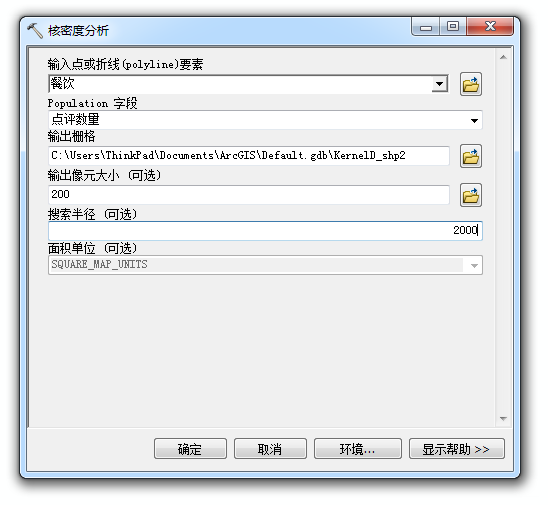 核密度分析
输入点或折线(polyline)要素
餐饮
Population 字段
点评数量
输出栅格
C:\Users\ThinkPad\Documents\ArcGIS\Default.gdb\KernelD_shp2
输出像元大小 (可选)
200
搜索半径 (可选)
2000
面积单位 (可选)
SQUARE_MAP_UNITS
确定 取消 环境... 显示帮助 >>